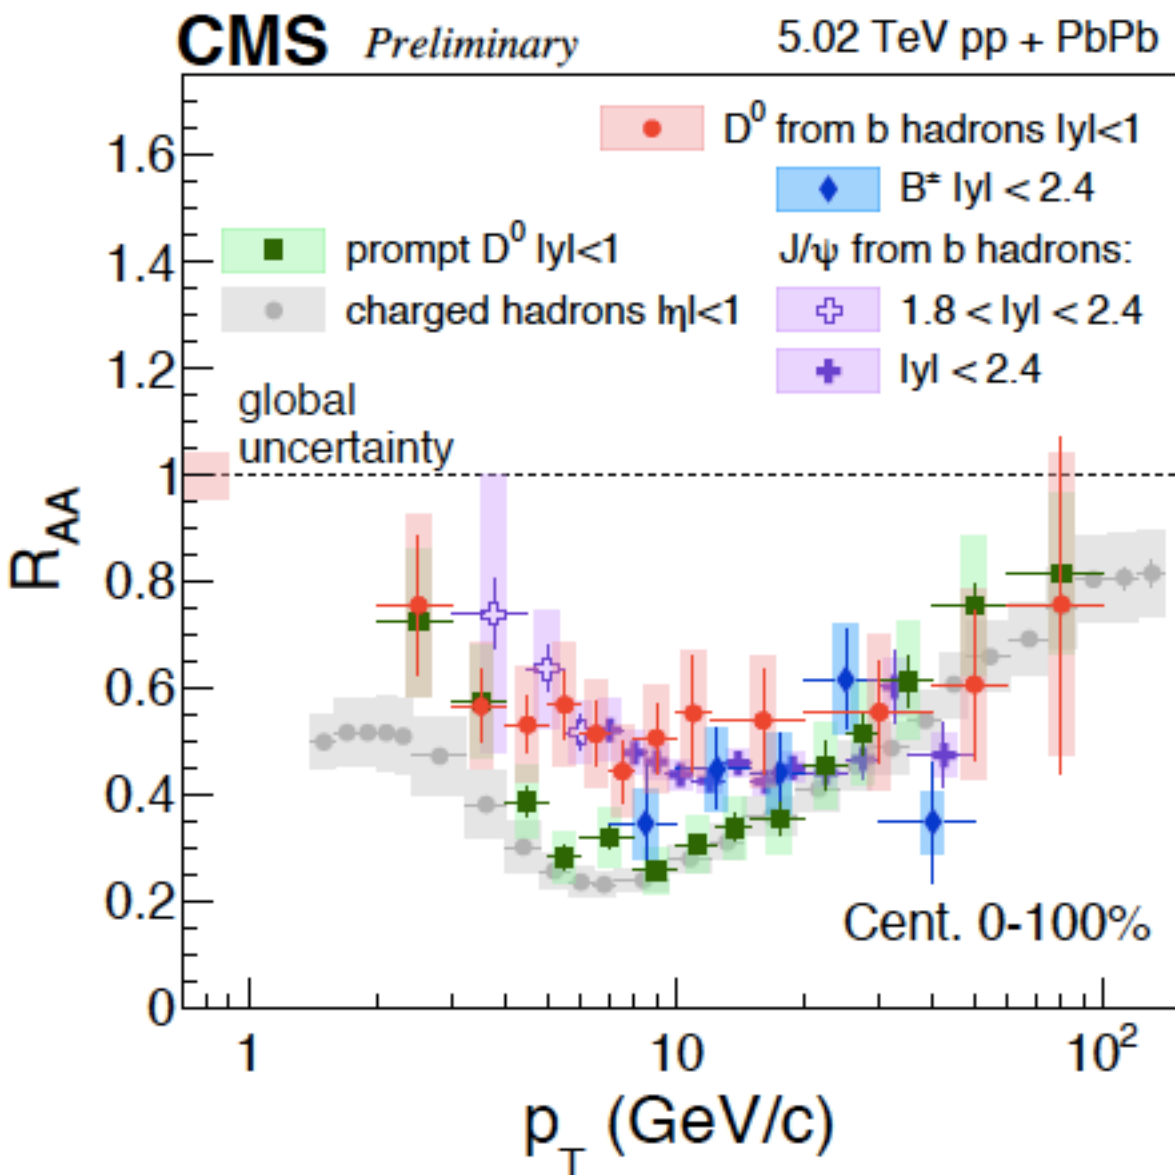 CMS Preliminary 5.02 TeV pp + PbPb
D⁰ from b hadrons |y|<1
B± |y| < 2.4
prompt D⁰ |y|<1
J/ψ from b hadrons:
charged hadrons |η|<1
1.8 < |y| < 2.4
|y| < 2.4
global
uncertainty
1.6
1.4
1.2
1
0.8
0.6
0.4
0.2
0
R_AA
Cent. 0-100%
1 10 10²
p_T (GeV/c)